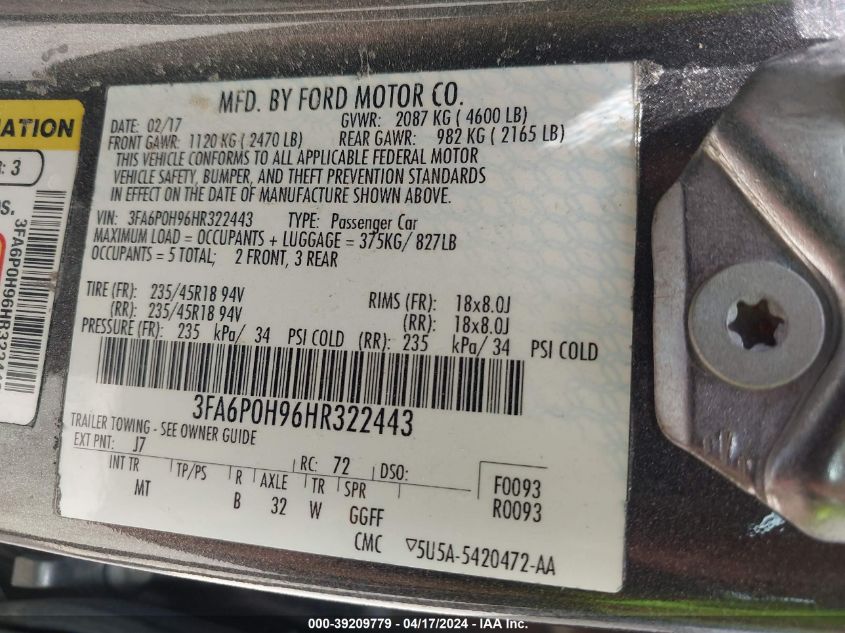 MFD. BY FORD MOTOR CO.
DATE: 02/17 GVWR: 2087 KG ( 4600 LB)
FRONT GAWR: 1120 KG ( 2470 LB) REAR GAWR: 982 KG ( 2165 LB)
THIS VEHICLE CONFORMS TO ALL APPLICABLE FEDERAL MOTOR
VEHICLE SAFETY, BUMPER, AND THEFT PREVENTION STANDARDS
IN EFFECT ON THE DATE OF MANUFACTURE SHOWN ABOVE.
VIN: 3FA6P0H96HR322443 TYPE: Passenger Car
MAXIMUM LOAD = OCCUPANTS + LUGGAGE = 375KG/ 827LB
OCCUPANTS = 5 TOTAL; 2 FRONT, 3 REAR
TIRE (FR): 235/45R18 94V RIMS (FR): 18x8.0J
(RR): 235/45R18 94V (RR): 18x8.0J
PRESSURE (FR): 235 kPa/ 34 PSI COLD (RR): 235 kPa/ 34 PSI COLD
3FA6P0H96HR322443
TRAILER TOWING - SEE OWNER GUIDE
EXT PNT: J7 RC: 72 DSO:
INT TR TP/PS R AXLE TR SPR F0093
MT B 32 W GGFF R0093
CMC ▽5U5A-5420472-AA
: 3
3FA6P0H96HR32244
000-39209779 - 04/17/2024 - IAA Inc.